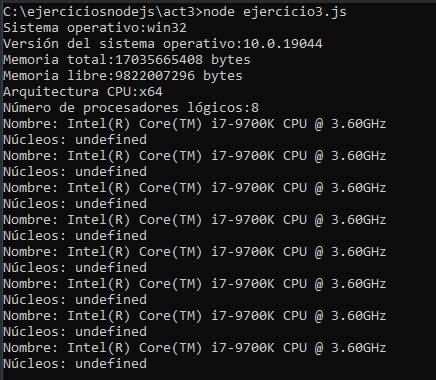 C:\ejerciciosnodejs\act3>node ejercicio3.js
Sistema operativo:win32
Versión del sistema operativo:10.0.19044
Memoria total:17035665408 bytes
Memoria libre:9822007296 bytes
Arquitectura CPU:x64
Número de procesadores lógicos:8
Nombre: Intel(R) Core(TM) i7-9700K CPU @ 3.60GHz
Núcleos: undefined
Nombre: Intel(R) Core(TM) i7-9700K CPU @ 3.60GHz
Núcleos: undefined
Nombre: Intel(R) Core(TM) i7-9700K CPU @ 3.60GHz
Núcleos: undefined
Nombre: Intel(R) Core(TM) i7-9700K CPU @ 3.60GHz
Núcleos: undefined
Nombre: Intel(R) Core(TM) i7-9700K CPU @ 3.60GHz
Núcleos: undefined
Nombre: Intel(R) Core(TM) i7-9700K CPU @ 3.60GHz
Núcleos: undefined
Nombre: Intel(R) Core(TM) i7-9700K CPU @ 3.60GHz
Núcleos: undefined
Nombre: Intel(R) Core(TM) i7-9700K CPU @ 3.60GHz
Núcleos: undefined